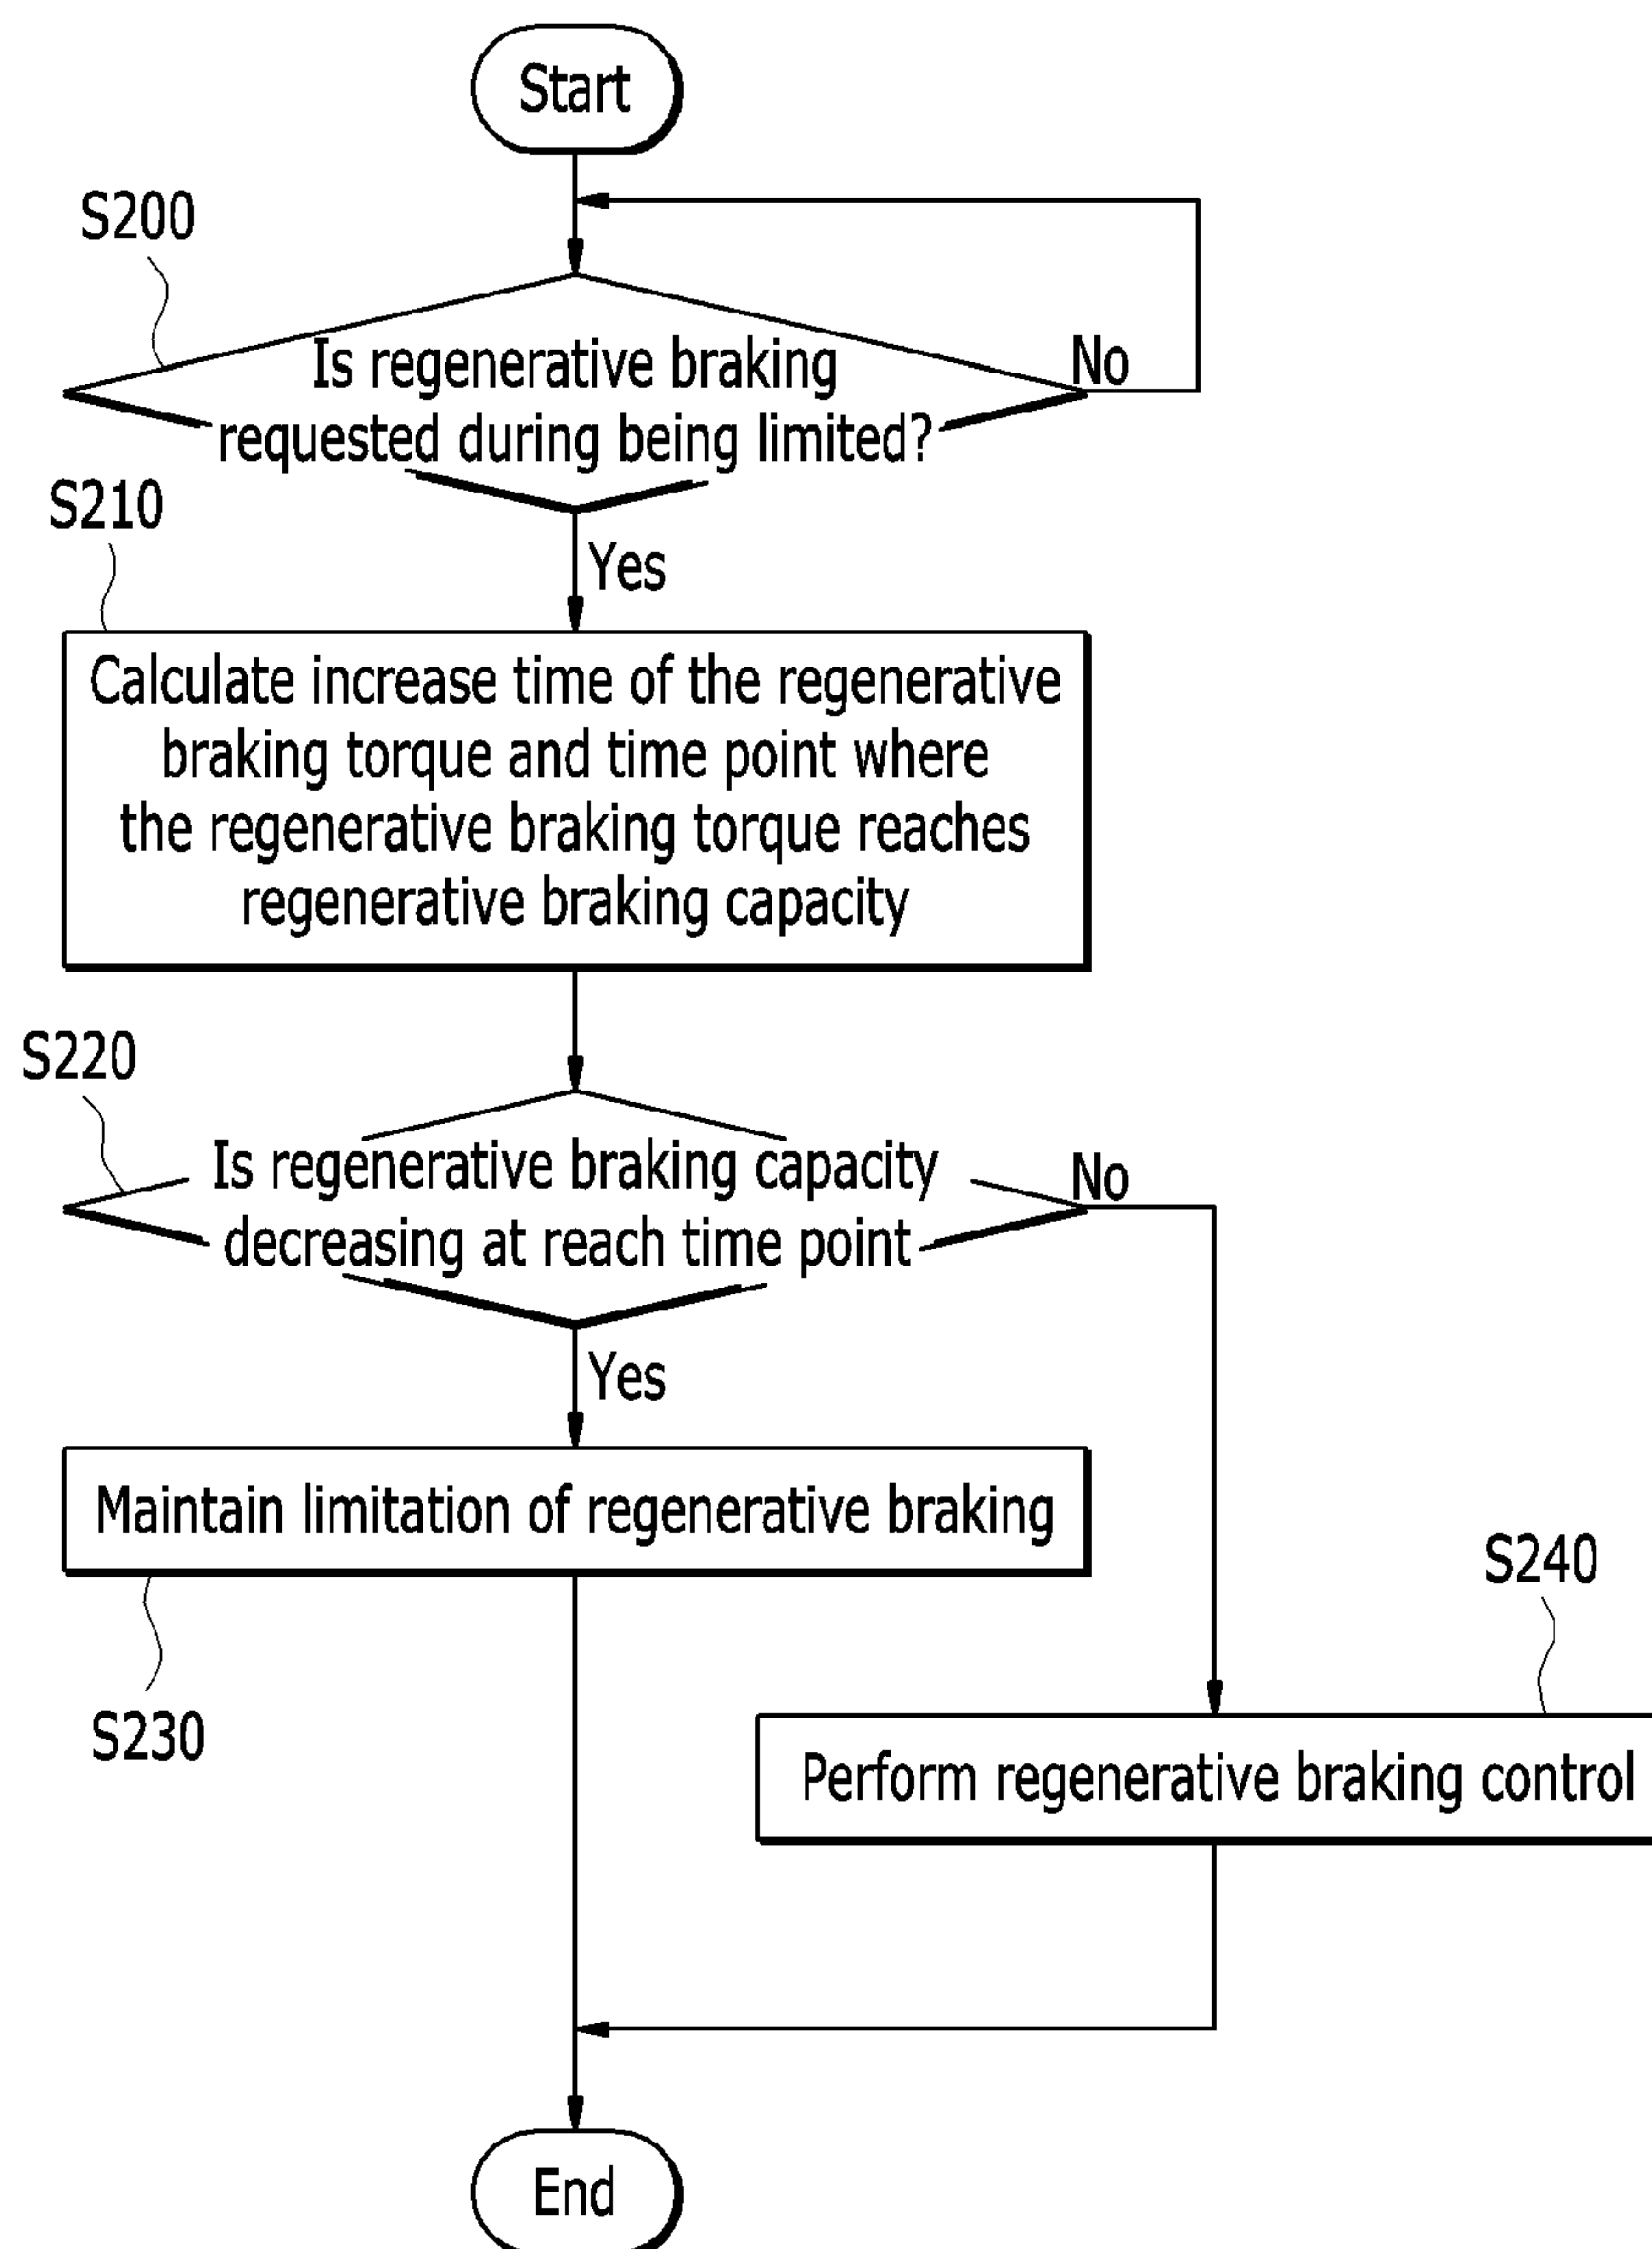 Start
S200
Is regenerative braking
requested during being limited?
No
S210
Yes
Calculate increase time of the regenerative
braking torque and time point where
the regenerative braking torque reaches
regenerative braking capacity
S220
Is regenerative braking capacity
decreasing at reach time point
No
Yes
Maintain limitation of regenerative braking
S240
S230
Perform regenerative braking control
End